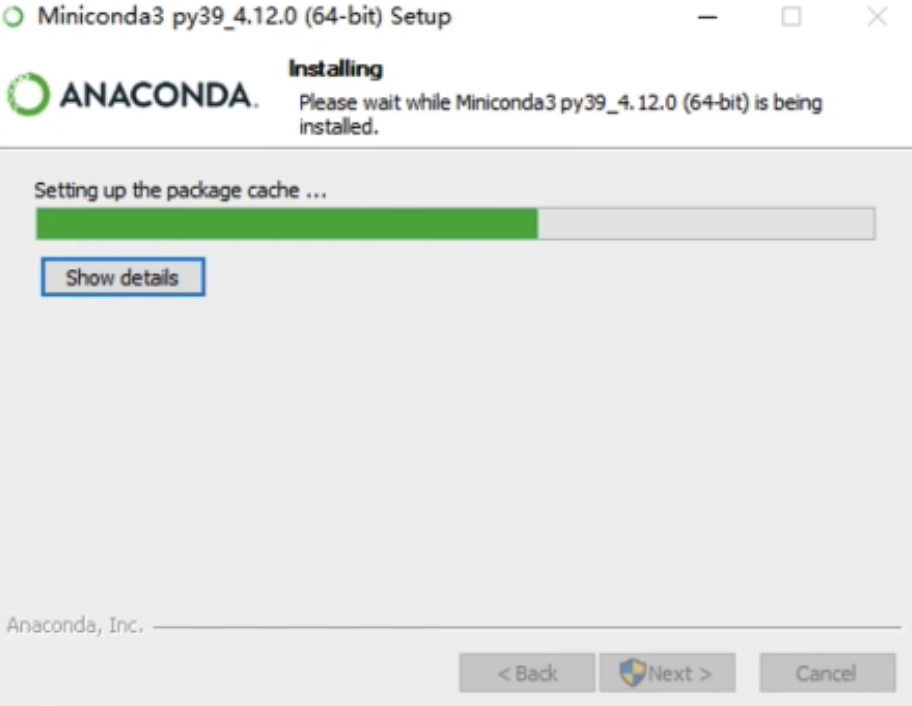 Miniconda3 py39_4.12.0 (64-bit) Setup
ANACONDA.
Installing
Please wait while Miniconda3 py39_4.12.0 (64-bit) is being
installed.
Setting up the package cache ...
Show details
Anaconda, Inc.
< Back
Next >
Cancel